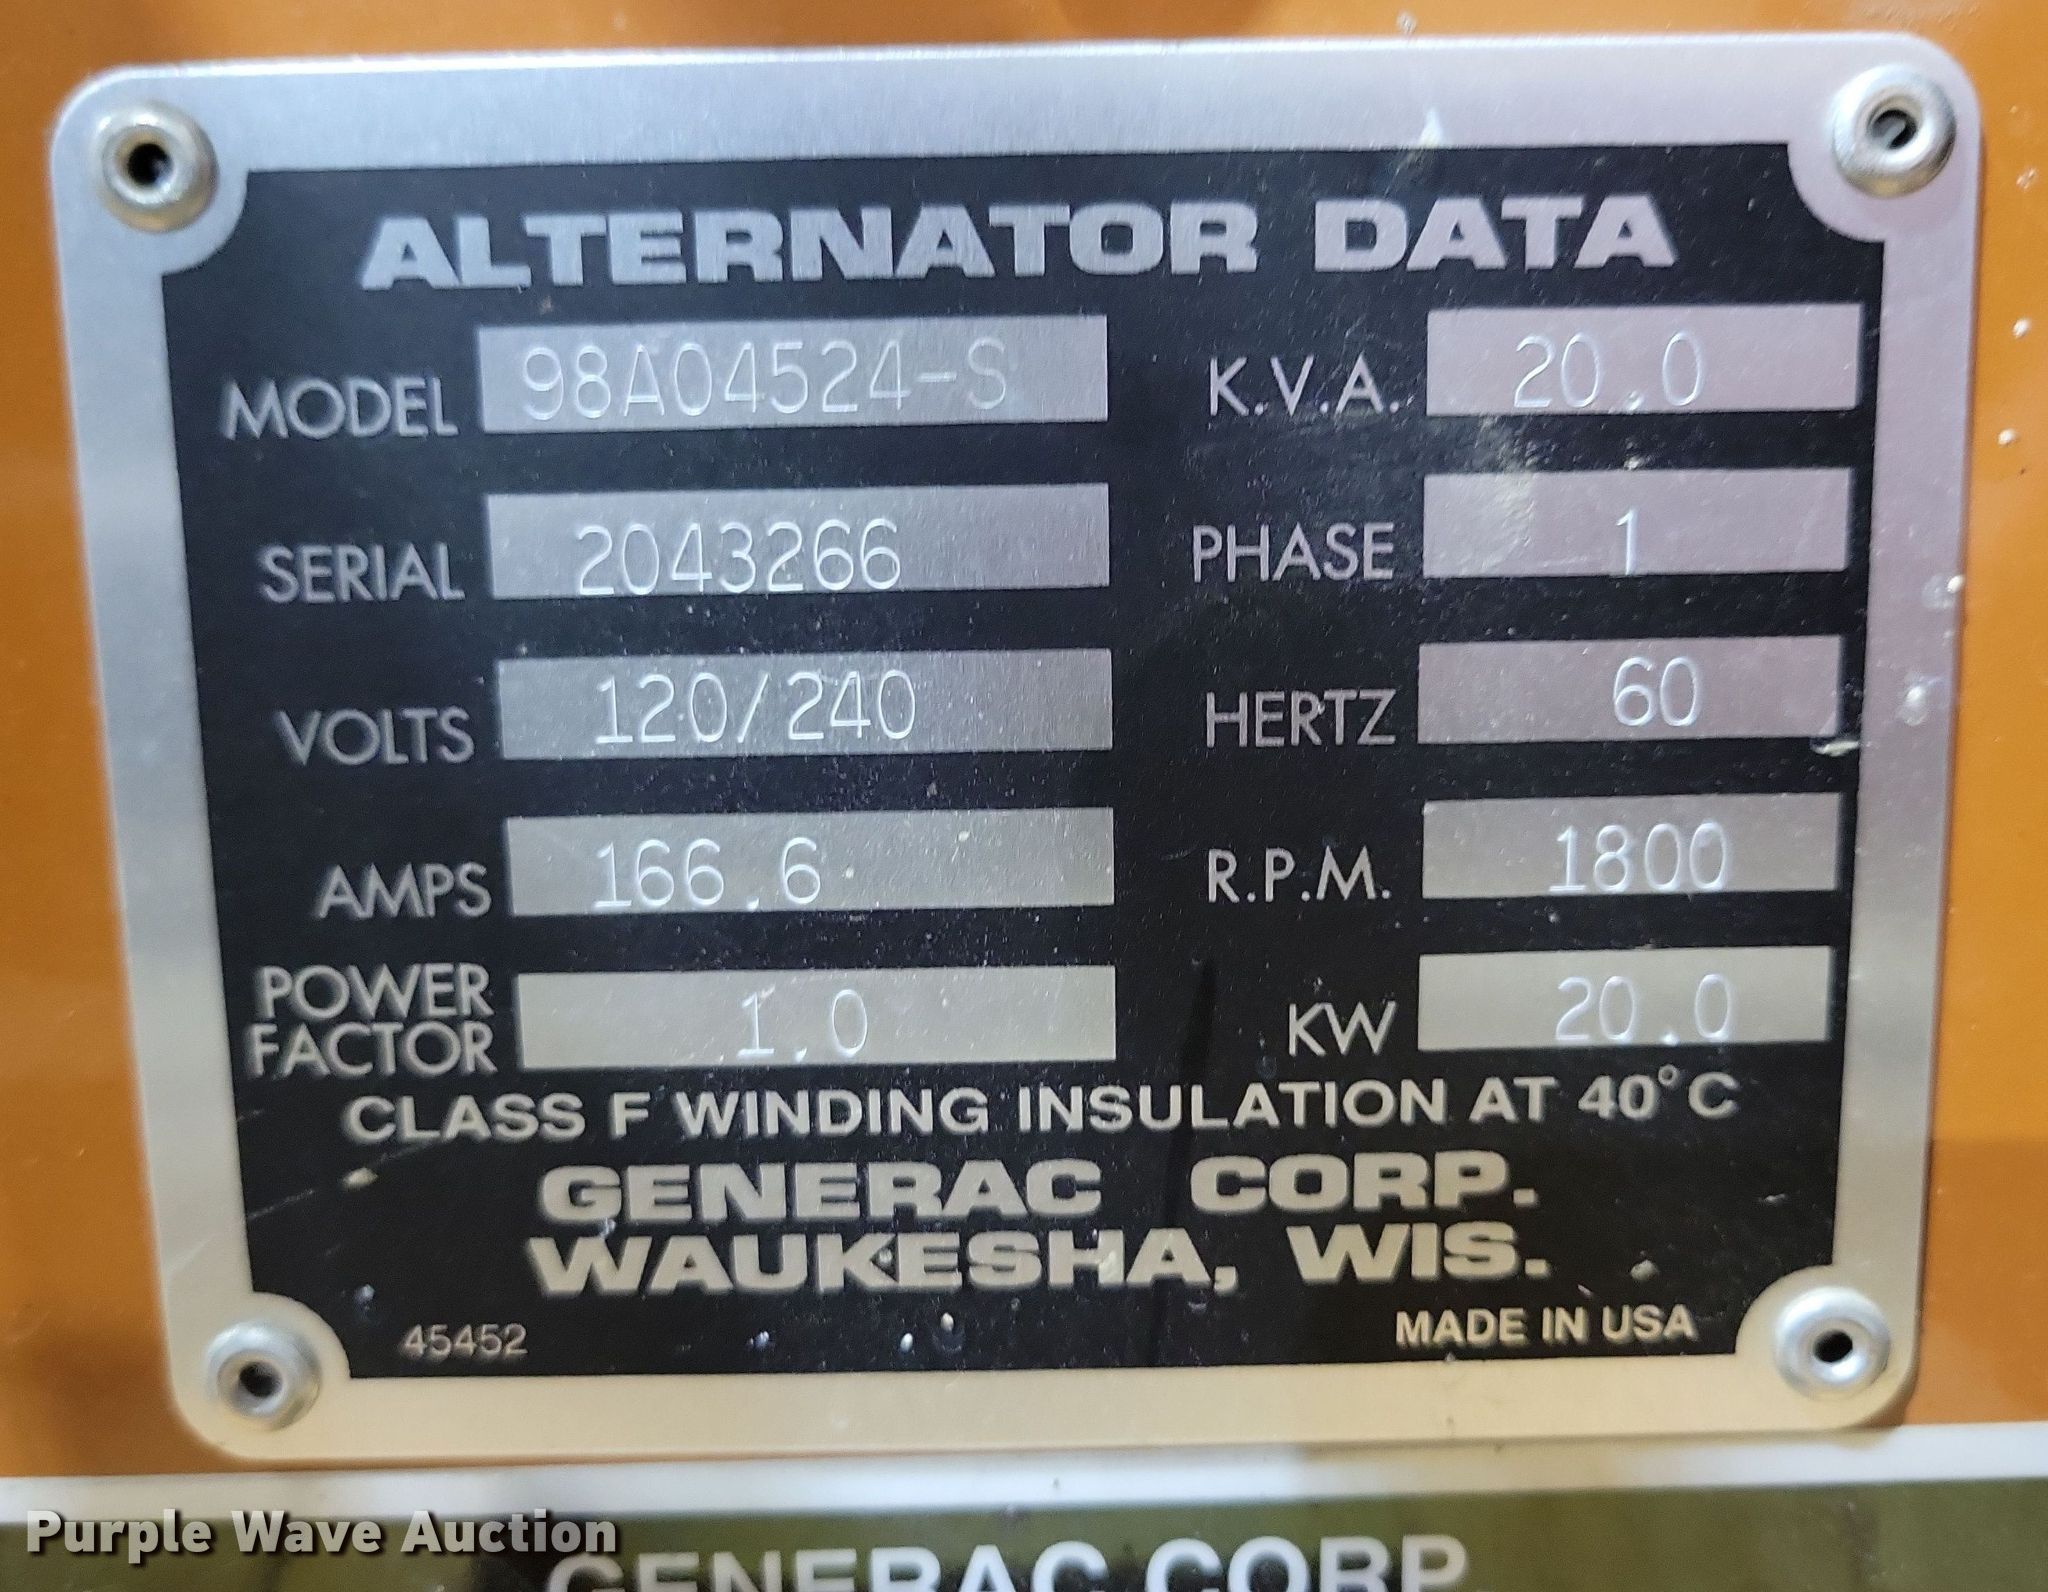 ALTERNATOR DATA
MODEL 98A04524-S K.V.A. 20.0
SERIAL 2043266 PHASE 1
VOLTS 120/240 HERTZ 60
AMPS 166.6 R.P.M. 1800
POWER FACTOR 1.0 KW 20.0
CLASS F WINDING INSULATION AT 40°C
GENERAC CORP.
WAUKESHA, WIS.
45452 MADE IN USA
Purple Wave Auction
GENERAC CORP